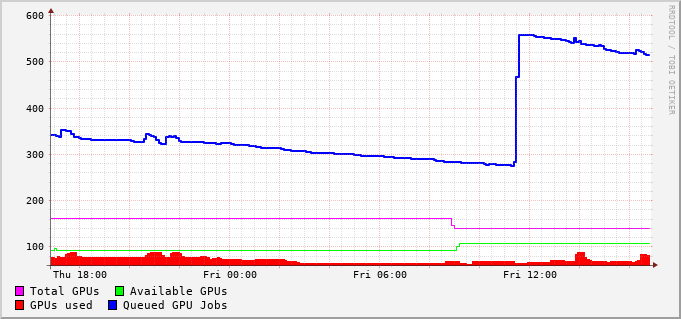 600
500
400
300
200
100
Thu 18:00 Fri 00:00 Fri 06:00 Fri 12:00
Total GPUs Available GPUs
GPUs used Queued GPU Jobs
RRDTOOL / TOBI OETIKER